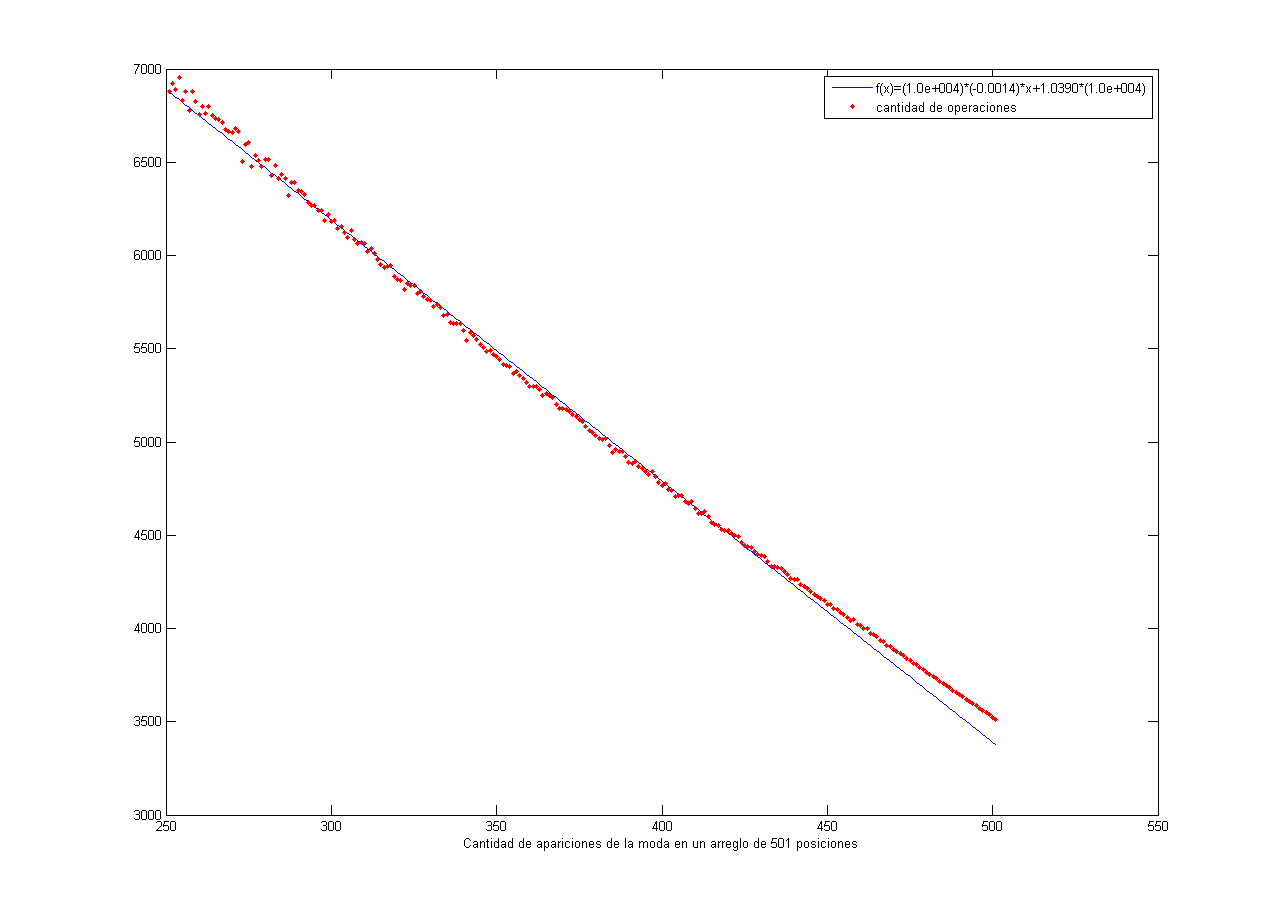 7000
f(x)=(1.0e+004)*(-0.0014)*x+1.0390*(1.0e+004)
cantidad de operaciones
6500
6000
5500
5000
4500
4000
3500
3000
250 300 350 400 450 500 550
Cantidad de apariciones de la moda en un arreglo de 501 posiciones